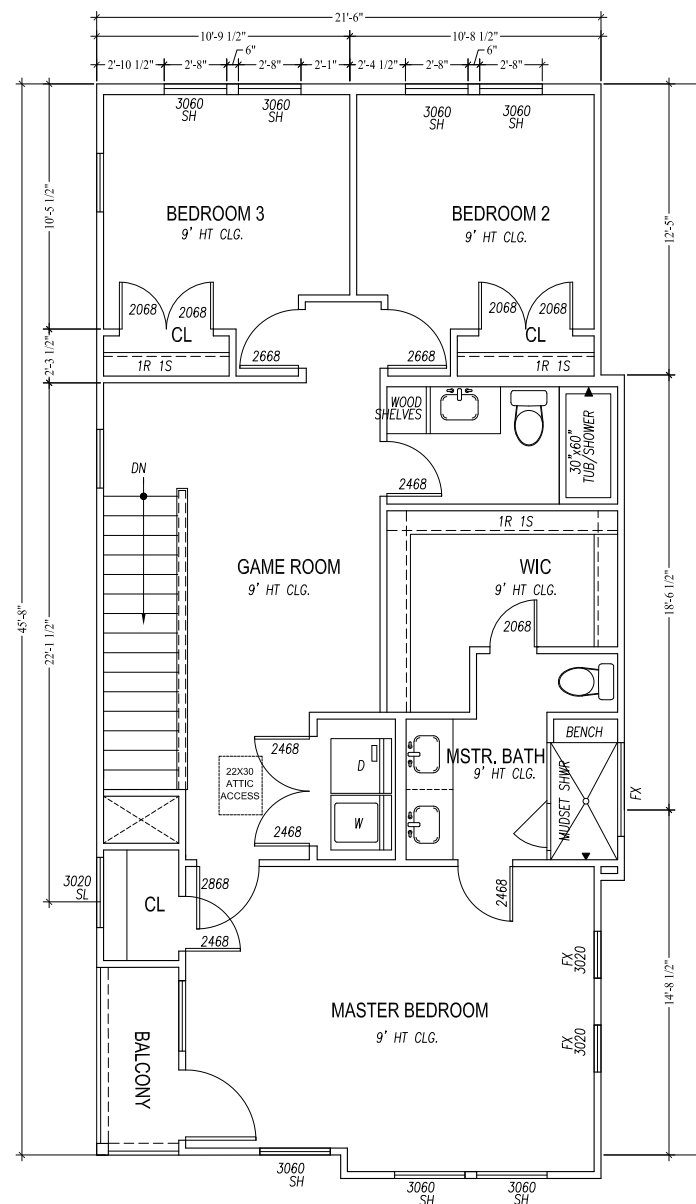 21'-6"
10'-9 1/2"
10'-8 1/2"
6"
6"
2'-10 1/2"
2'-8"
2'-8"
2'-1"
2'-4 1/2"
2'-8"
2'-8"
3060
SH
3060
SH
3060
SH
3060
SH
10'-5 1/2"
12'-5"
BEDROOM 3
9' HT CLG.
BEDROOM 2
9' HT CLG.
2068
2068
2068
2068
CL
CL
2'-3 1/2"
1R 1S
2668
2668
1R 1S
WOOD
SHELVES
30"x60"
TUB/SHOWER
DN
2468
1R 1S
GAME ROOM
9' HT CLG.
WIC
9' HT CLG.
18'-6 1/2"
45'-8"
22'-1 1/2"
2068
BENCH
2468
22X30
ATTIC
ACCESS
D
W
MSTR. BATH
9' HT CLG.
MUDSET SHWR
FX
2468
3020
SL
2868
CL
2468
2468
FX
3020
14'-8 1/2"
MASTER BEDROOM
9' HT CLG.
FX
3020
BALCONY
3060
SH
3060
SH
3060
SH